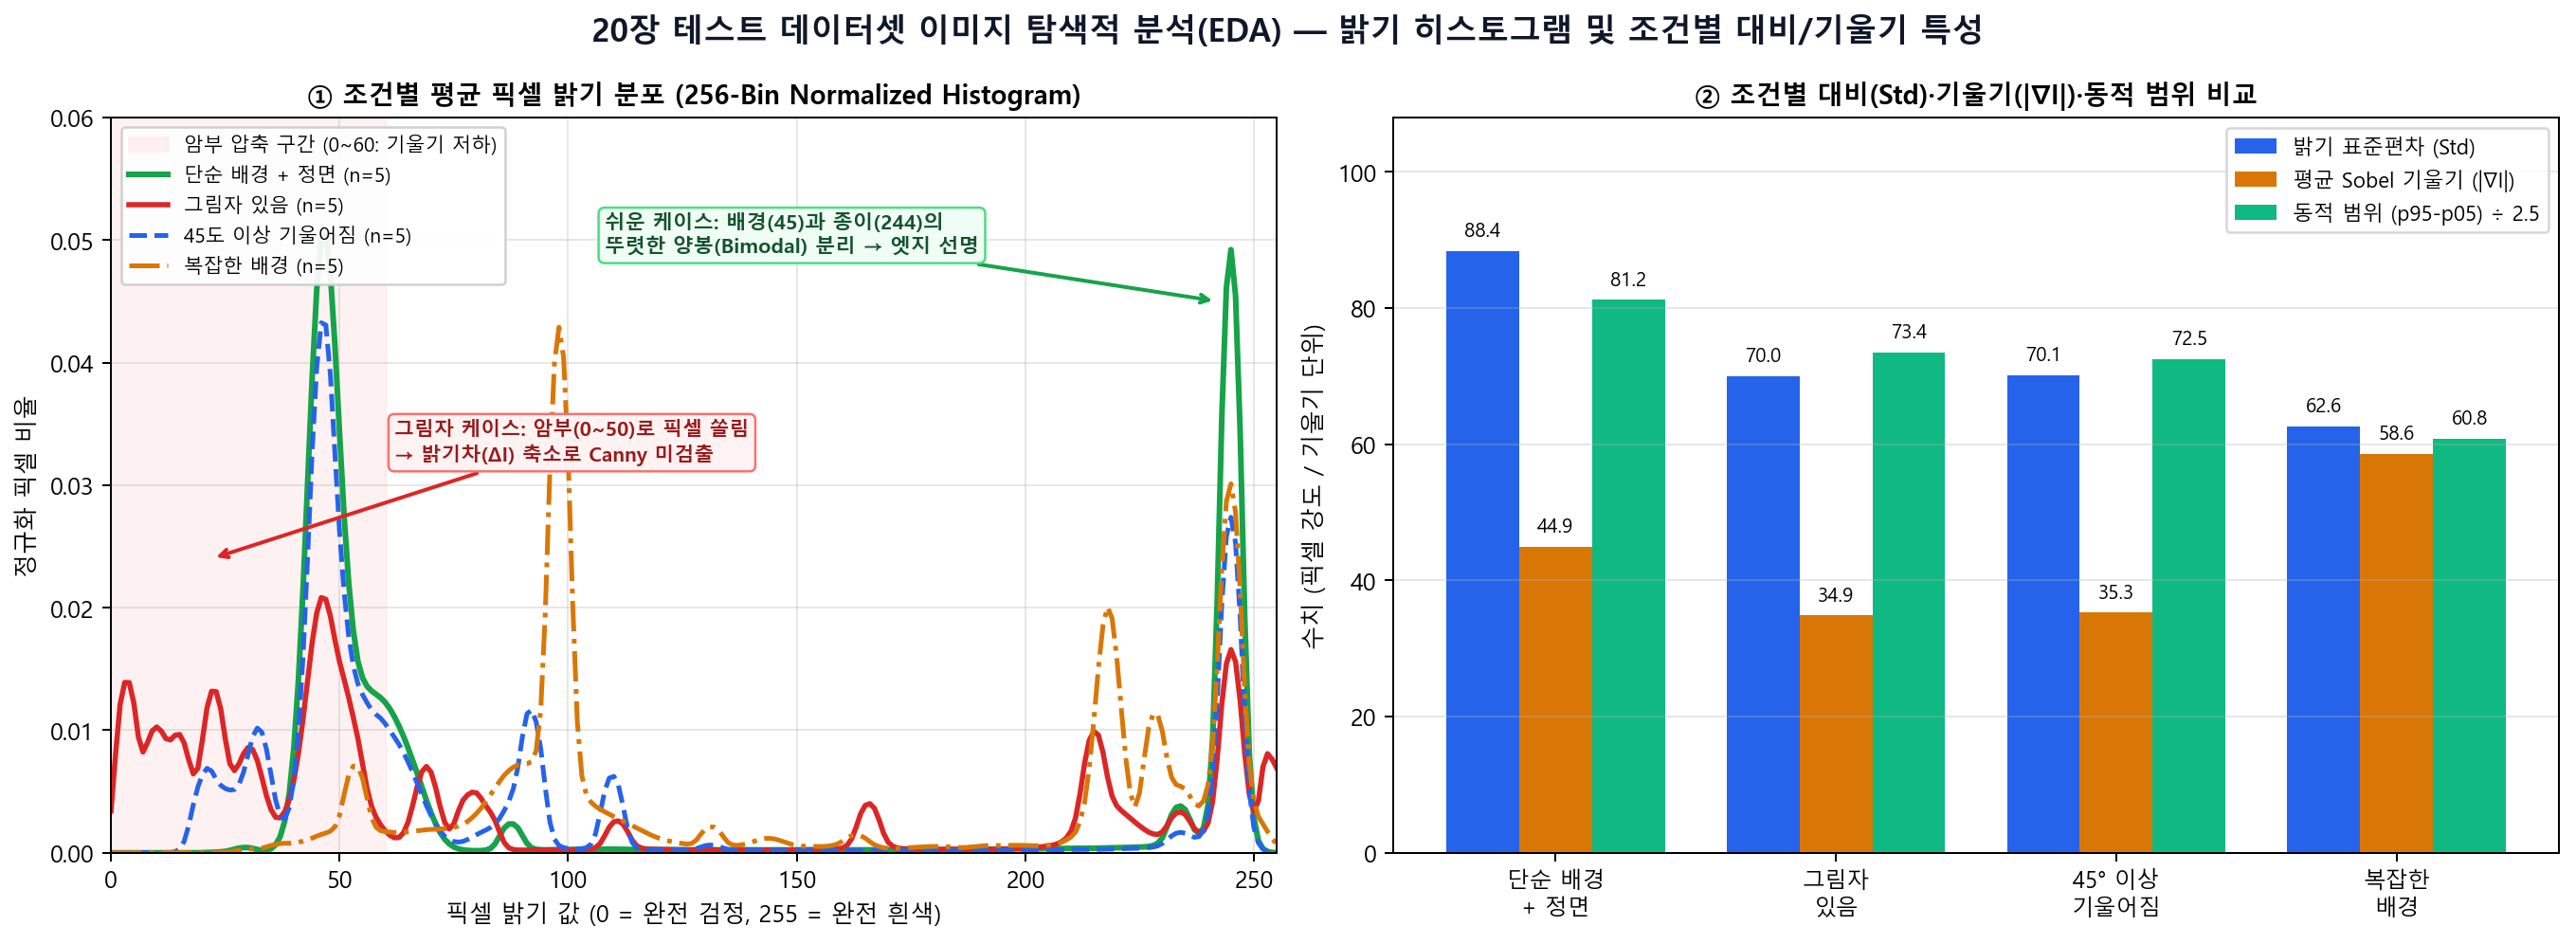 20장 테스트 데이터셋 이미지 탐색적 분석(EDA) — 밝기 히스토그램 및 조건별 대비/기울기 특성
① 조건별 평균 픽셀 밝기 분포 (256-Bin Normalized Histogram)
암부 압축 구간 (0~60: 기울기 저하)
단순 배경 + 정면 (n=5)
그림자 있음 (n=5)
45도 이상 기울어짐 (n=5)
복잡한 배경 (n=5)
쉬운 케이스: 배경(45)과 종이(244)의
뚜렷한 양봉(Bimodal) 분리 → 엣지 선명
그림자 케이스: 암부(0~50)로 픽셀 쏠림
→ 밝기차(ΔI) 축소로 Canny 미검출
정규화 픽셀 비율
0.06
0.05
0.04
0.03
0.02
0.01
0.00
0
50
100
150
200
250
픽셀 밝기 값 (0 = 완전 검정, 255 = 완전 흰색)
② 조건별 대비(Std)·기울기(|∇I|)·동적 범위 비교
밝기 표준편차 (Std)
평균 Sobel 기울기 (|∇I|)
동적 범위 (p95-p05) ÷ 2.5
수치 (픽셀 강도 / 기울기 단위)
100
80
60
40
20
0
88.4
44.9
81.2
70.0
34.9
73.4
70.1
35.3
72.5
62.6
58.6
60.8
단순 배경
+ 정면
그림자
있음
45° 이상
기울어짐
복잡한
배경